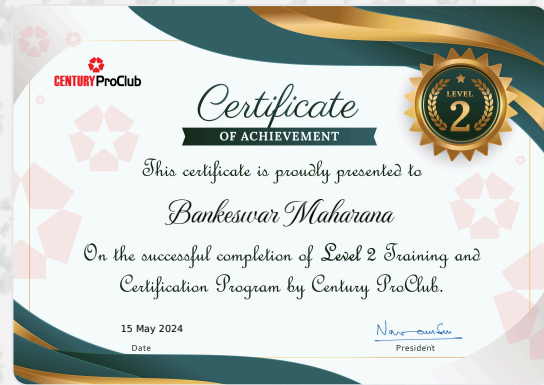 CENTURY ProClub
LEVEL
2
Certificate
OF ACHIEVEMENT
This certificate is proudly presented to
Bankeswar Maharana
On the successful completion of Level 2 Training and
Certification Program by Century ProClub.
15 May 2024
Date
President